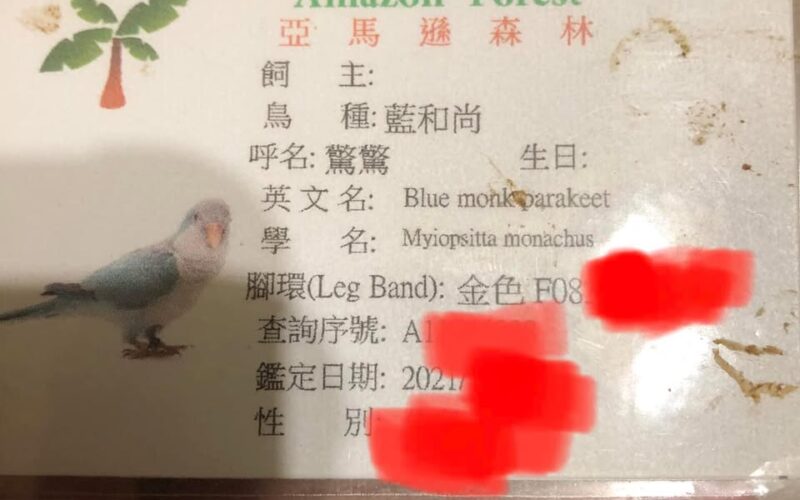 Amazon Forest
亞馬遜森林
飼 主:
鳥 種: 藍和尚
呼名: 驚驚 生日:
英文名: Blue monk parakeet
學 名: Myiopsitta monachus
腳環(Leg Band): 金色 F08
查詢序號: A1
鑑定日期: 2021/
性 別